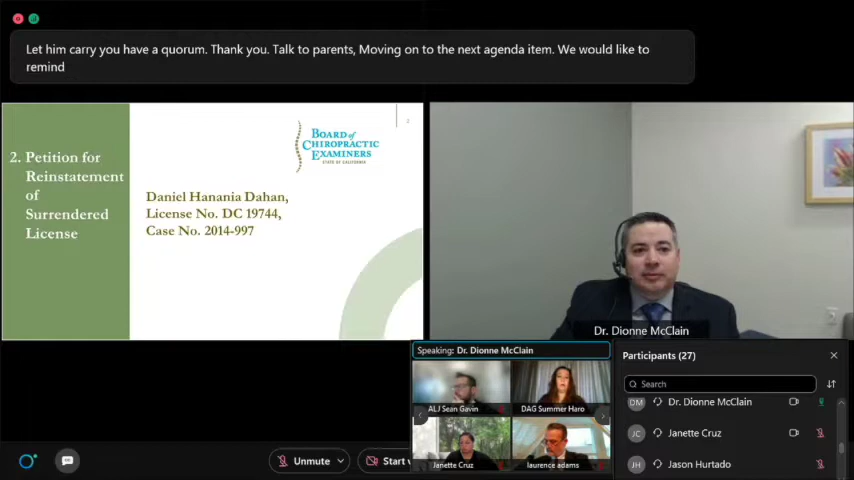 Let him carry you have a quorum. Thank you. Talk to parents, Moving on to the next agenda item. We would like to
remind
2
BOARD of
CHIROPRACTIC
EXAMINERS
STATE OF CALIFORNIA
2. Petition for
Reinstatement
of
Surrendered
License
Daniel Hanania Dahan,
License No. DC 19744,
Case No. 2014-997
Dr. Dionne McClain
Speaking: Dr. Dionne McClain
ALJ Sean Gavin
DAG Summer Haro
Janette Cruz
laurence adams
Participants (27)
Search
DM Dr. Dionne McClain
JC Janette Cruz
JH Jason Hurtado
Unmute
Start